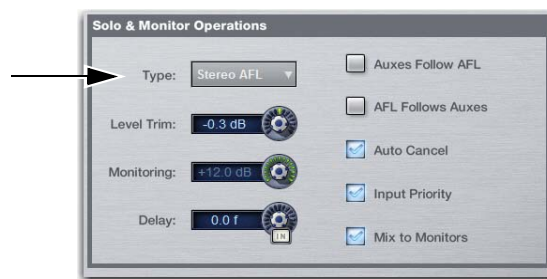 Solo & Monitor Operations
Type: Stereo AFL
Level Trim: -0.3 dB
Monitoring: +12.0 dB
Delay: 0.0 f
IN
Auxes Follow AFL
AFL Follows Auxes
Auto Cancel
Input Priority
Mix to Monitors